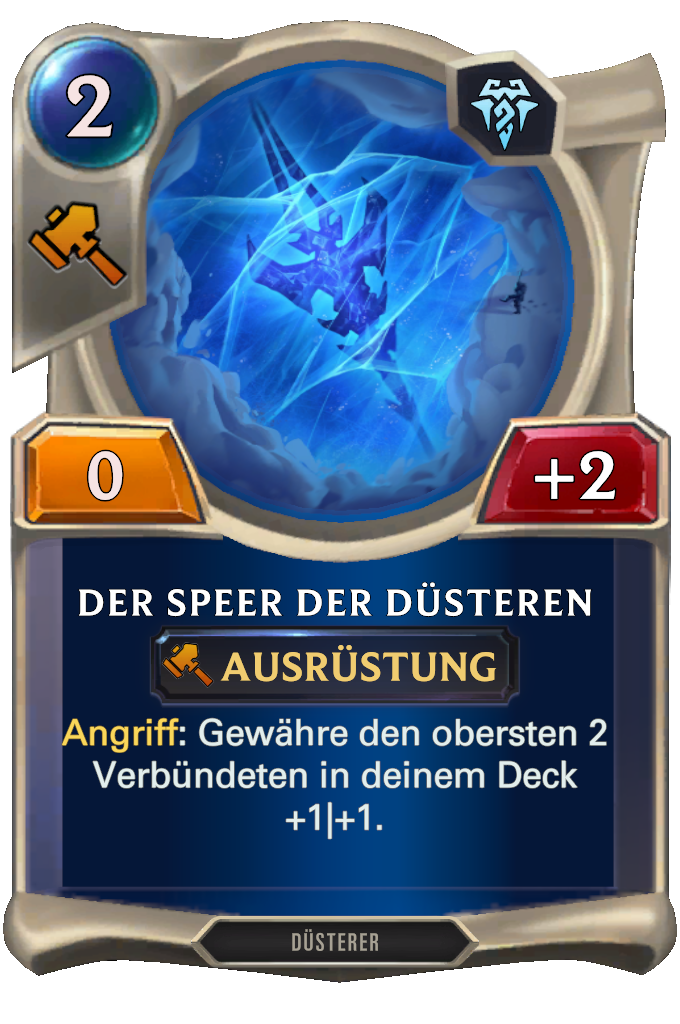 2
0
+2
DER SPEER DER DÜSTEREN
AUSRÜSTUNG
Angriff: Gewähre den obersten 2
Verbündeten in deinem Deck
+1|+1.
DÜSTERER